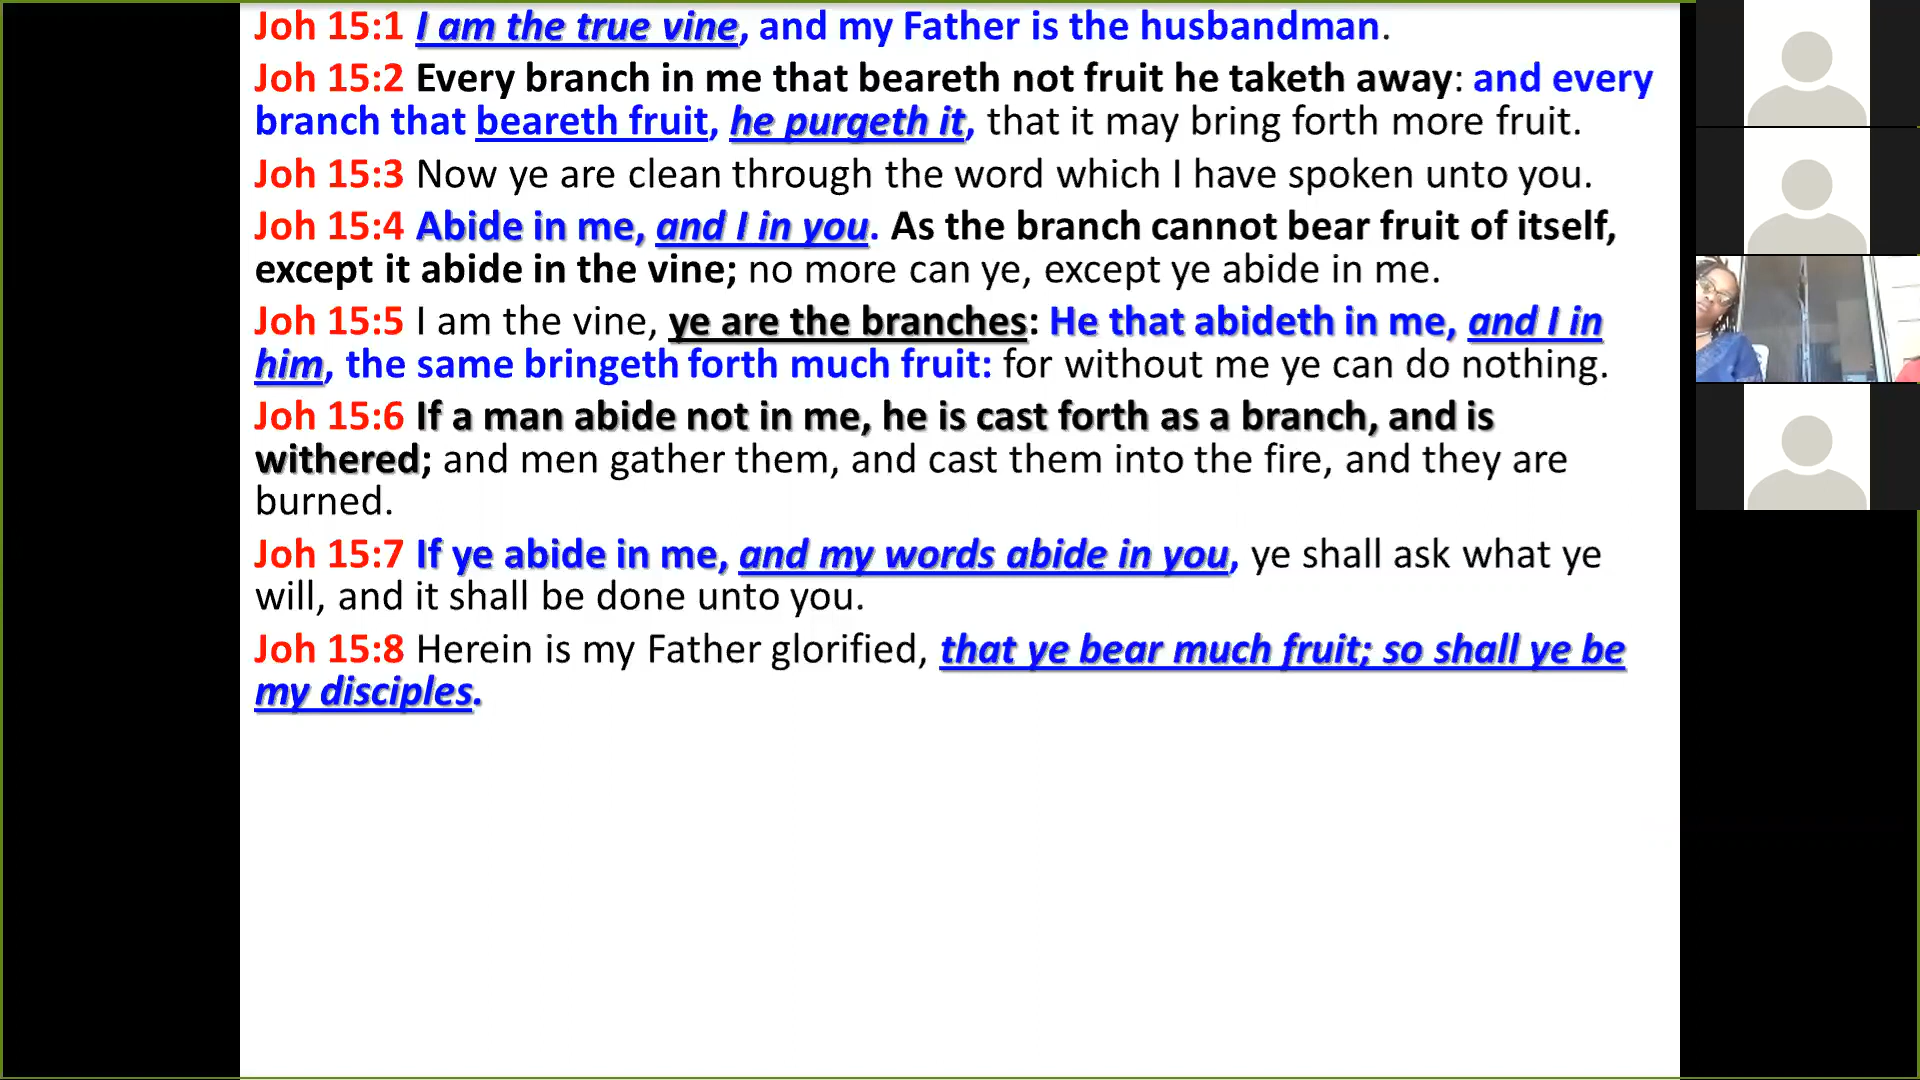 Joh 15:1 I am the true vine, and my Father is the husbandman.
Joh 15:2 Every branch in me that beareth not fruit he taketh away: and every
branch that beareth fruit, he purgeth it, that it may bring forth more fruit.
Joh 15:3 Now ye are clean through the word which I have spoken unto you.
Joh 15:4 Abide in me, and I in you. As the branch cannot bear fruit of itself,
except it abide in the vine; no more can ye, except ye abide in me.
Joh 15:5 I am the vine, ye are the branches: He that abideth in me, and I in
him, the same bringeth forth much fruit: for without me ye can do nothing.
Joh 15:6 If a man abide not in me, he is cast forth as a branch, and is
withered; and men gather them, and cast them into the fire, and they are
burned.
Joh 15:7 If ye abide in me, and my words abide in you, ye shall ask what ye
will, and it shall be done unto you.
Joh 15:8 Herein is my Father glorified, that ye bear much fruit; so shall ye be
my disciples.